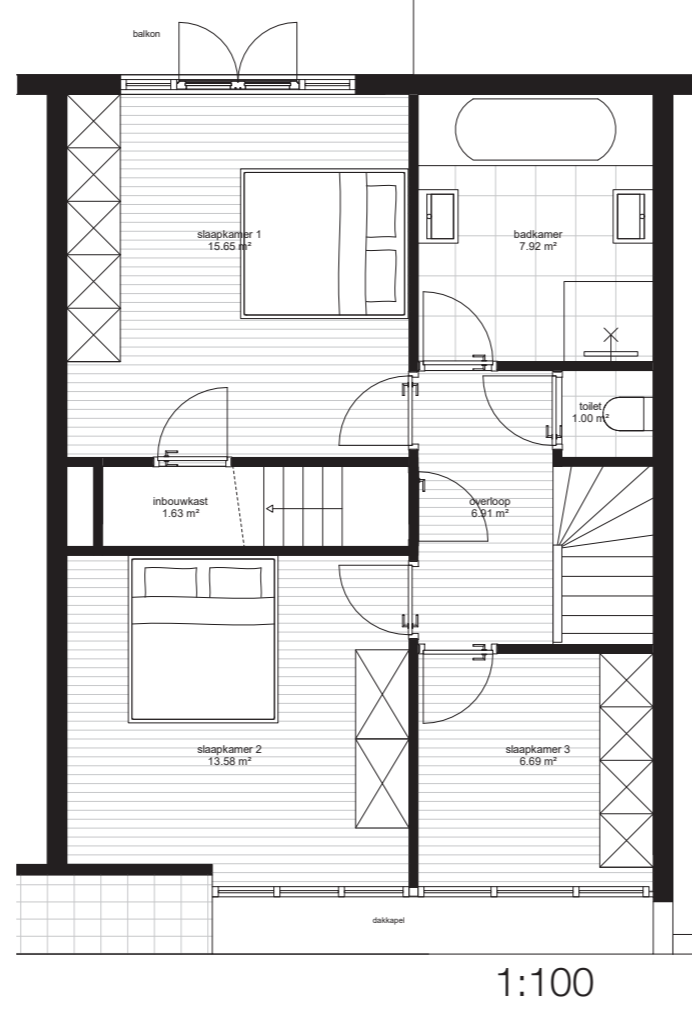 balkon
slaapkamer 1
15.65 m²
badkamer
7.92 m²
toilet
1.00 m²
inbouwkast
1.63 m²
overloop
6.91 m²
slaapkamer 2
13.58 m²
slaapkamer 3
6.69 m²
dakkapel
1:100